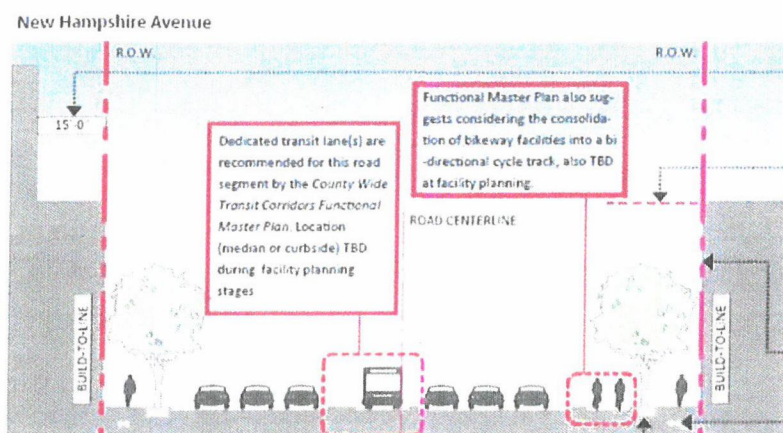 New Hampshire Avenue
R.O.W.
R.O.W.
15'-0
Dedicated transit lane(s) are
recommended for this road
segment by the County Wide
Transit Corridors Functional
Master Plan. Location
(median or curbside) TBD
during facility planning
stages
Functional Master Plan also sug-
gests considering the consolida-
tion of bikeway facilities into a bi
-directional cycle track, also TBD
at facility planning.
ROAD CENTERLINE
BUILD-TO-LINE
BUILD-TO-LINE